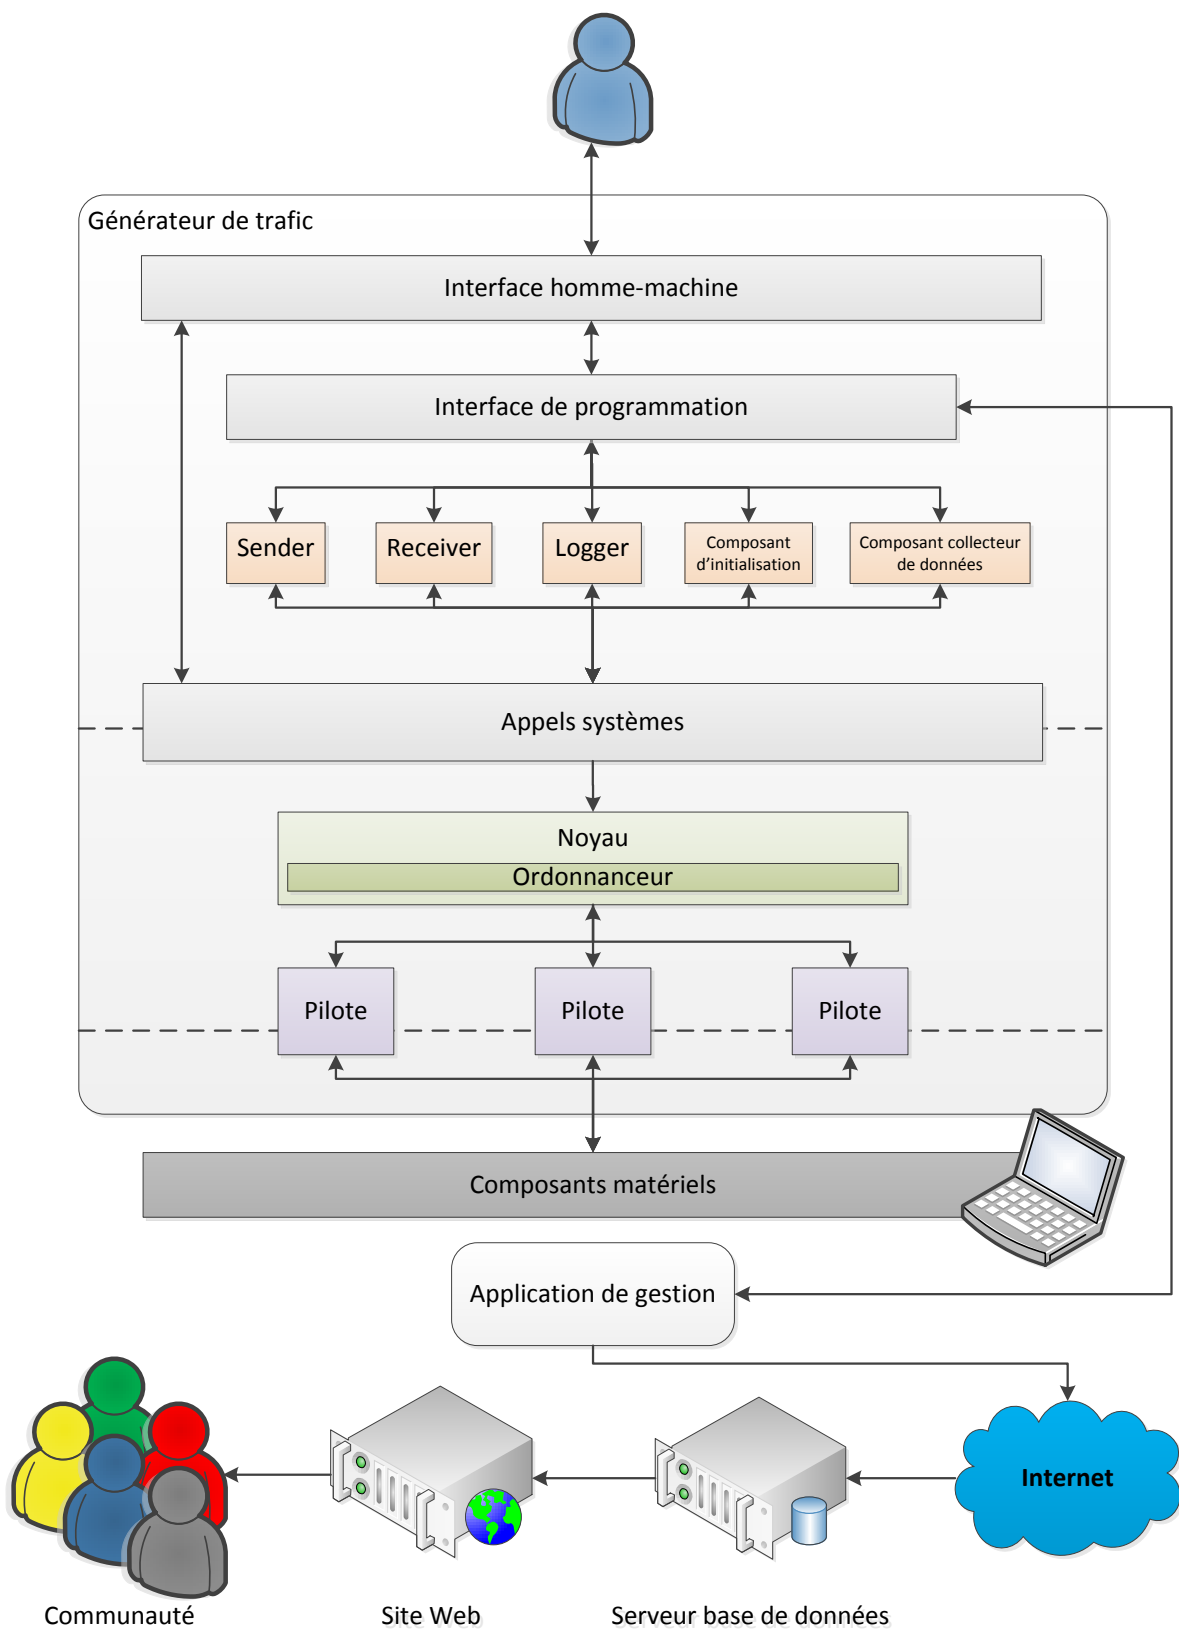 Générateur de trafic
Interface homme-machine
Interface de programmation
Sender
Receiver
Logger
Composant
d'initialisation
Composant collecteur
de données
Appels systèmes
Noyau
Ordonnanceur
Pilote
Pilote
Pilote
Composants matériels
Application de gestion
Internet
Communauté
Site Web
Serveur base de données